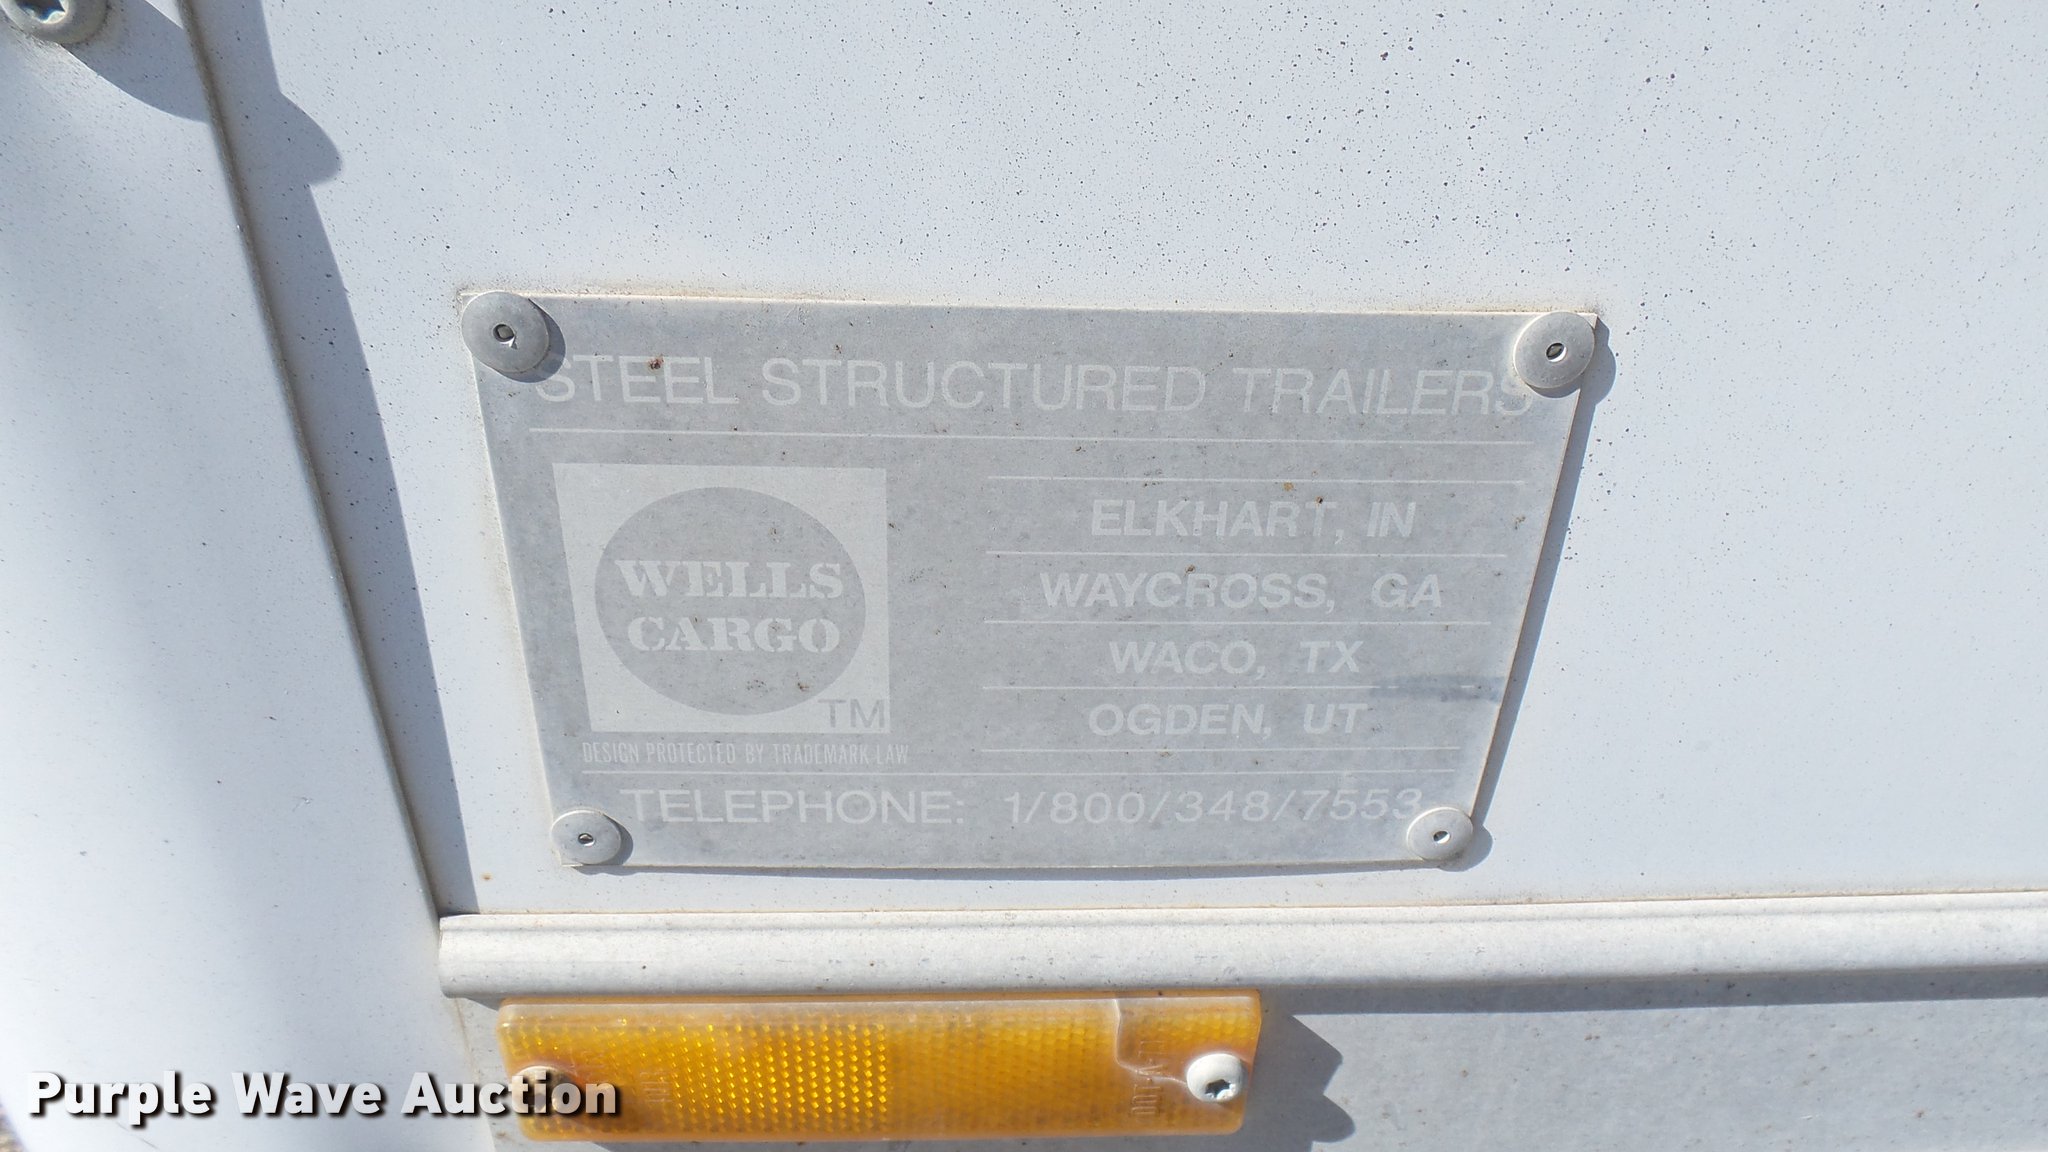 STEEL STRUCTURED TRAILERS
WELLS
CARGO
TM
DESIGN PROTECTED BY TRADEMARK LAW
ELKHART, IN
WAYCROSS, GA
WACO, TX
OGDEN, UT
TELEPHONE: 1/800/348/7553
Purple Wave Auction